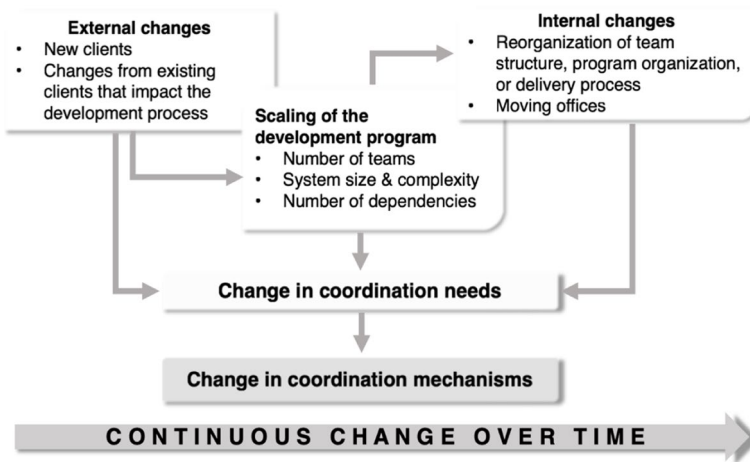 External changes
• New clients
• Changes from existing
clients that impact the
development process
Internal changes
• Reorganization of team
structure, program organization,
or delivery process
• Moving offices
Scaling of the
development program
• Number of teams
• System size & complexity
• Number of dependencies
Change in coordination needs
Change in coordination mechanisms
CONTINUOUS CHANGE OVER TIME